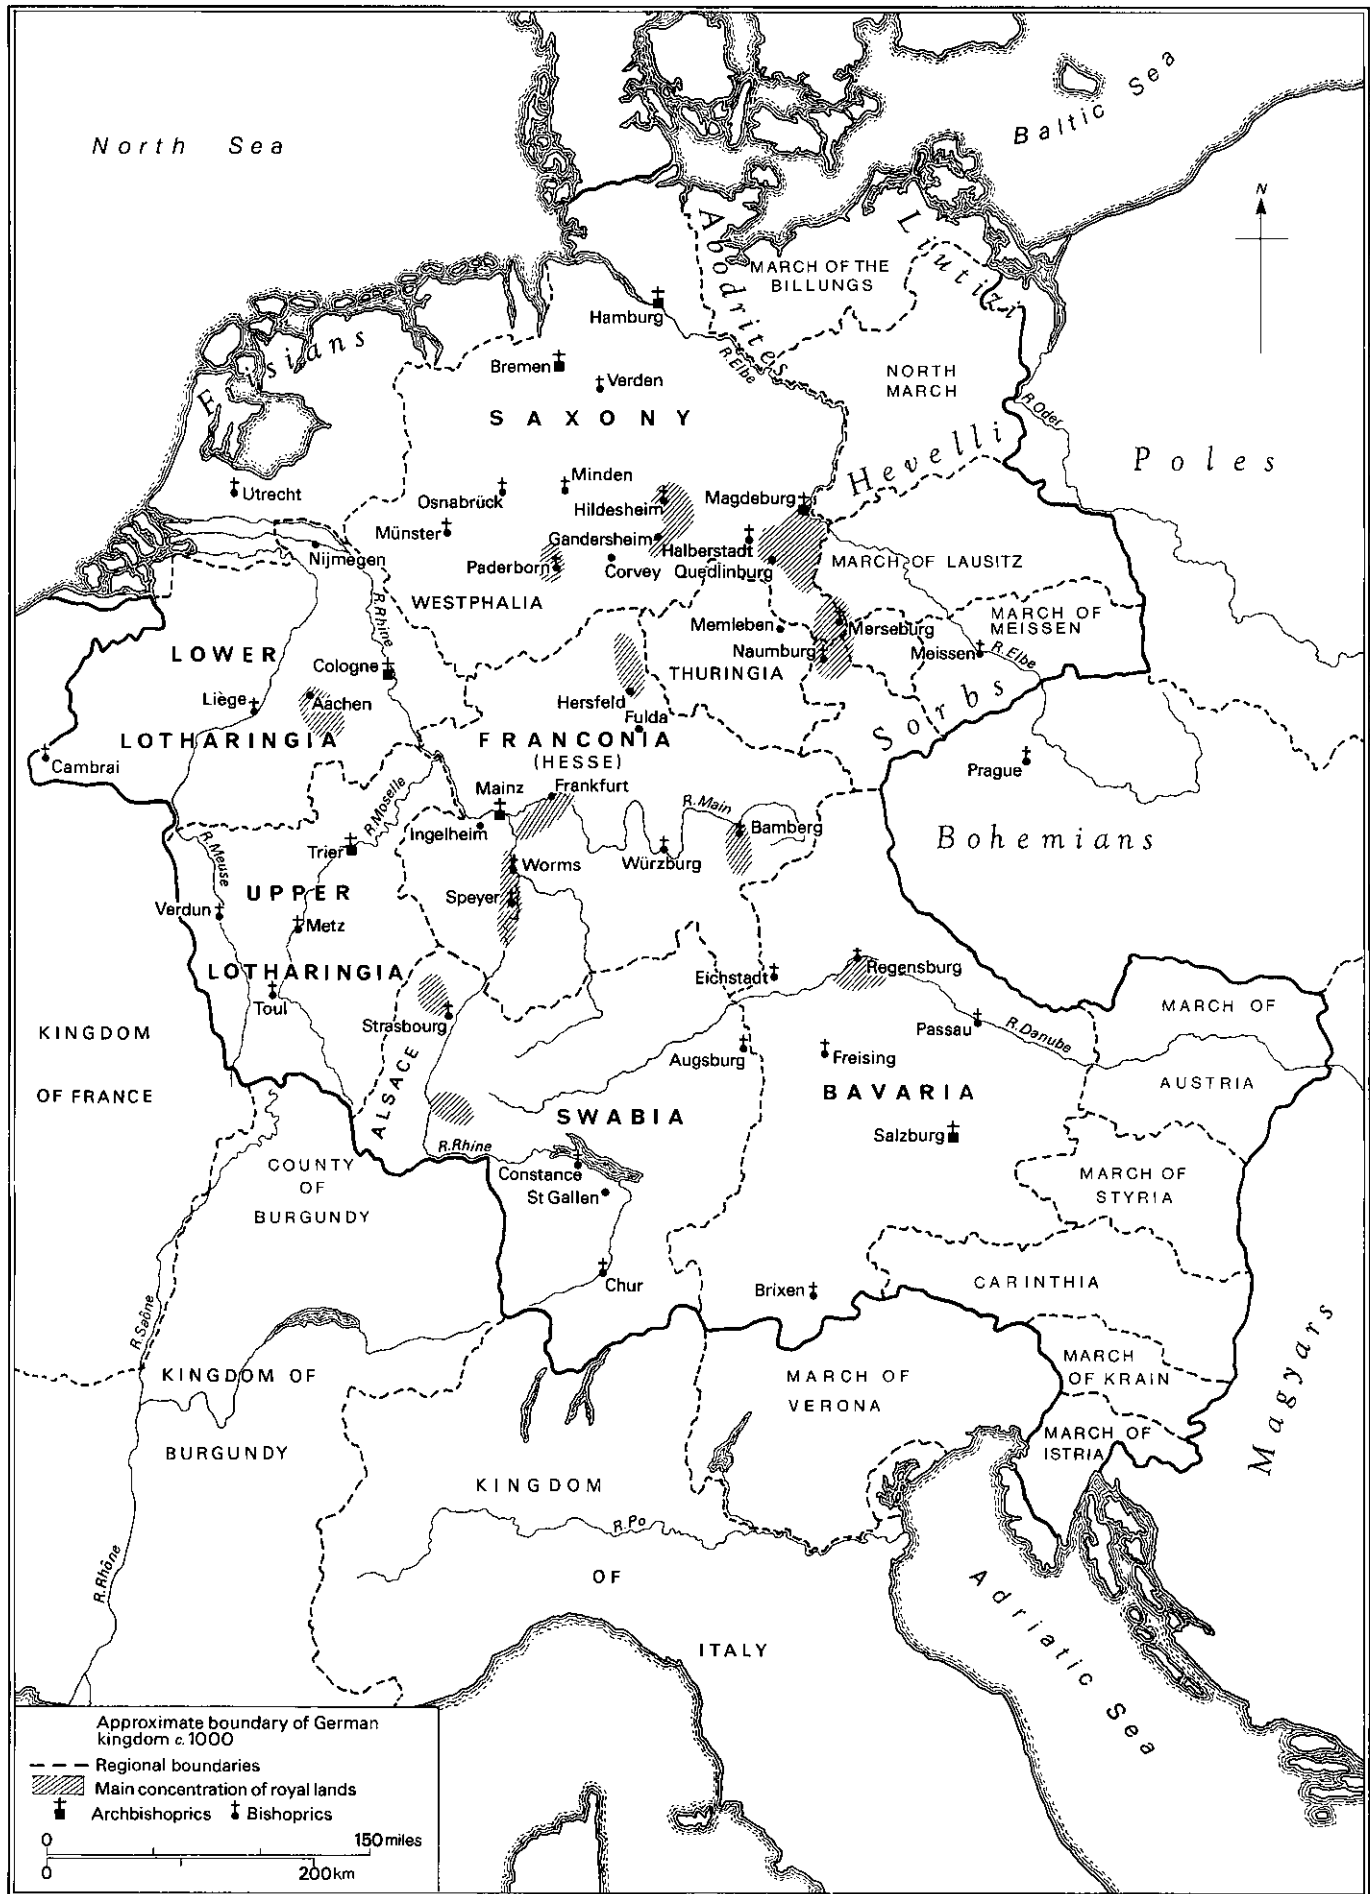 North Sea
Baltic Sea
N
Abodrites
Liutizi
MARCH OF THE
BILLUNGS
Hamburg
Frisians
Bremen
R.Elbe
Verden
NORTH
MARCH
R.Oder
SAXONY
Hevelli
Poles
Utrecht
Osnabrück
Minden
Hildesheim
Magdeburg
Münster
Gandersheim
Halberstadt
Nijmegen
Paderborn
Corvey
Quedlinburg
MARCH OF LAUSITZ
WESTPHALIA
R.Rhine
MARCH OF
MEISSEN
Memleben
Merseburg
LOWER
LOTHARINGIA
Cologne
Naumburg
Meissen
R.Elbe
THURINGIA
Liège
Aachen
Hersfeld
Fulda
Sorbs
FRANCONIA
(HESSE)
Cambrai
Prague
Mainz
Frankfurt
R.Moselle
R.Main
Ingelheim
Bamberg
Bohemians
Trier
R.Meuse
Worms
Würzburg
UPPER
LOTHARINGIA
Speyer
Verdun
Metz
Eichstadt
Regensburg
Toul
Strasbourg
MARCH OF
AUSTRIA
KINGDOM
OF FRANCE
Passau
R.Danube
Augsburg
Freising
ALSACE
BAVARIA
SWABIA
Salzburg
R.Rhine
COUNTY
OF
BURGUNDY
Constance
St Gallen
MARCH OF
STYRIA
Chur
Brixen
CARINTHIA
R.Saône
Magyars
KINGDOM OF
BURGUNDY
MARCH OF
VERONA
MARCH
OF KRAIN
MARCH OF
ISTRIA
KINGDOM
OF
ITALY
R.Po
R.Rhône
Adriatic Sea
Approximate boundary of German
kingdom c.1000
Regional boundaries
Main concentration of royal lands
Archbishoprics Bishoprics
0 150 miles
0 200km